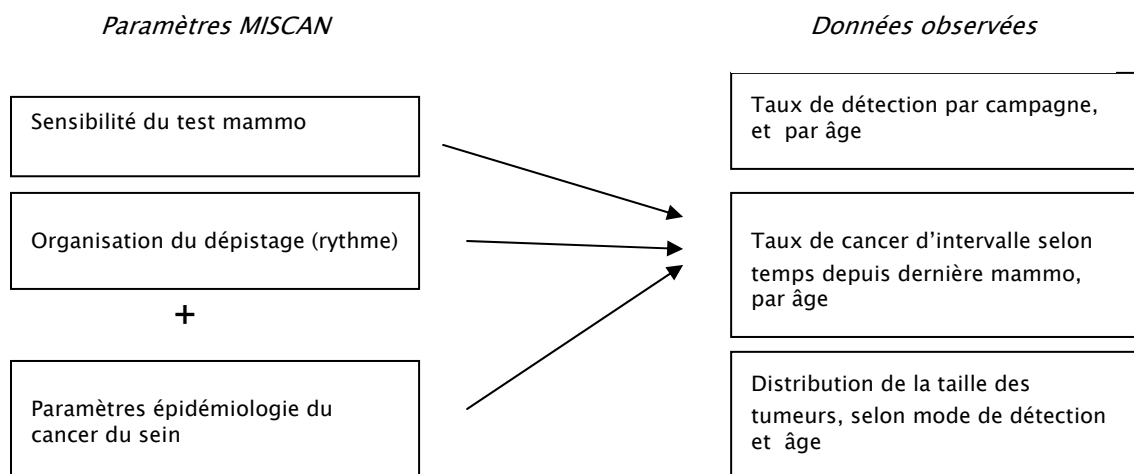 Paramètres MISCAN
Données observées
Sensibilité du test mammo
Organisation du dépistage (rythme)
+
Paramètres épidémiologie du
cancer du sein
Taux de détection par campagne,
et par âge
Taux de cancer d'intervalle selon
temps depuis dernière mammo,
par âge
Distribution de la taille des
tumeurs, selon mode de détection
et âge